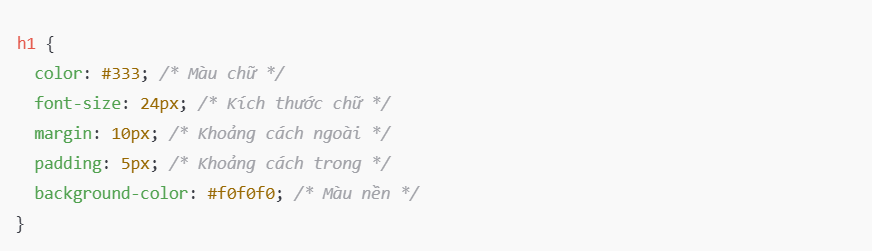 h1 {
  color: #333; /* Màu chữ */
  font-size: 24px; /* Kích thước chữ */
  margin: 10px; /* Khoảng cách ngoài */
  padding: 5px; /* Khoảng cách trong */
  background-color: #f0f0f0; /* Màu nền */
}